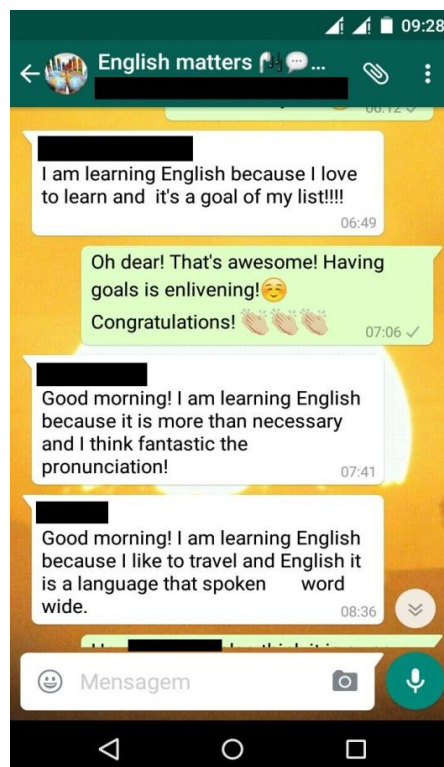 09:28
English matters 💬...
06:12
I am learning English because I love
to learn and it's a goal of my list!!!!
06:49
Oh dear! That's awesome! Having
goals is enlivening!☺️
Congratulations! 👏👏👏
07:06
Good morning! I am learning English
because it is more than necessary
and I think fantastic the
pronunciation!
07:41
Good morning! I am learning English
because I like to travel and English it
is a language that spoken word
wide.
08:36
Mensagem